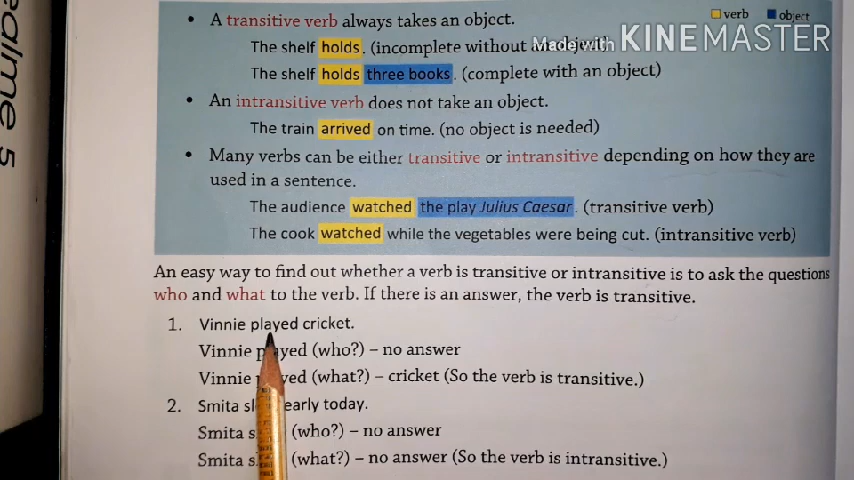 verb object
Made with KINEMASTER
realme 5
• A transitive verb always takes an object.
The shelf holds. (incomplete without
The shelf holds three books. (complete with an object)
• An intransitive verb does not take an object.
The train arrived on time. (no object is needed)
• Many verbs can be either transitive or intransitive depending on how they are
used in a sentence.
The audience watched the play Julius Caesar. (transitive verb)
The cook watched while the vegetables were being cut. (intransitive verb)
An easy way to find out whether a verb is transitive or intransitive is to ask the questions
who and what to the verb. If there is an answer, the verb is transitive.
1. Vinnie played cricket.
Vinnie played (who?) – no answer
Vinnie played (what?) – cricket (So the verb is transitive.)
2. Smita early today.
Smita (who?) – no answer
Smita (what?) – no answer (So the verb is intransitive.)